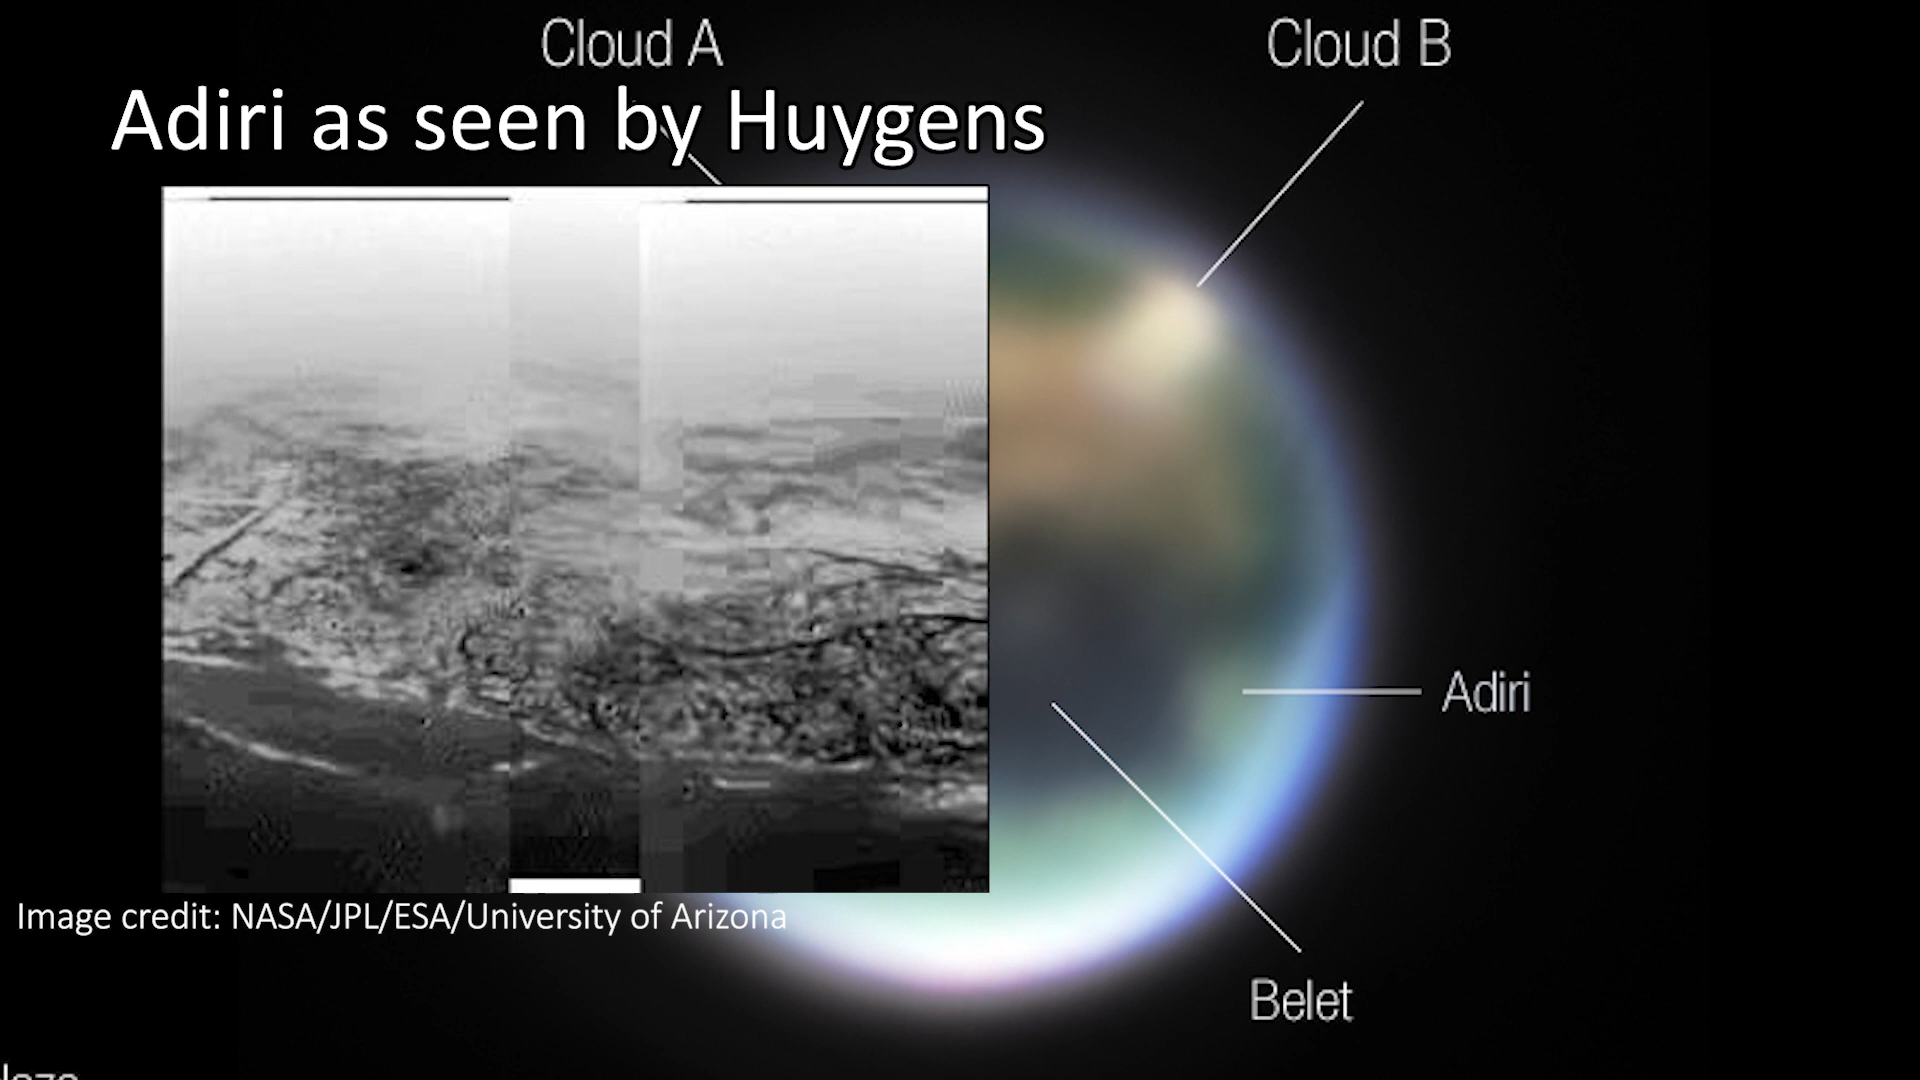 Cloud A
Cloud B
Adiri as seen by Huygens
Adiri
Image credit: NASA/JPL/ESA/University of Arizona
Belet